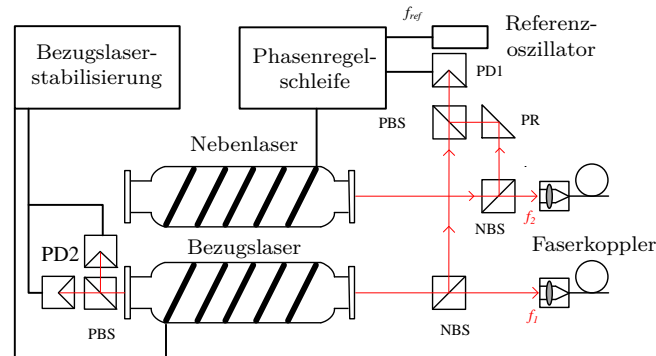 Bezugslaser-
stabilisierung
Phasenregel-
schleife
f_ref
Referenz-
oszillator
PD1
PBS
PR
Nebenlaser
NBS
f_2
Faserkoppler
PD2
Bezugslaser
PBS
NBS
f_1